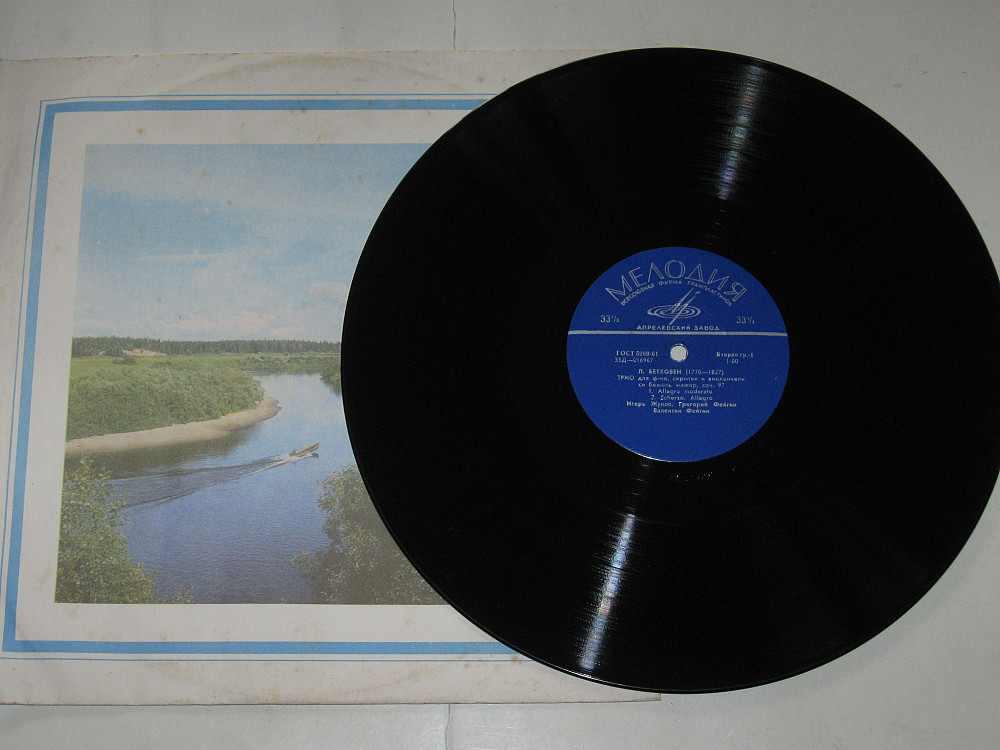 МЕЛОДИЯ
ВСЕСОЮЗНАЯ ФИРМА ГРАМПЛАСТИНОК
33⅓ 33⅓
АПРЕЛЕВСКИЙ ЗАВОД
ГОСТ 5289-61 Вторая гр.-1
33Д—016967 1-00
Л. БЕТХОВЕН (1770—1827)
ТРИО для ф-но, скрипки и виолончели
си бемоль мажор, соч. 97
1. Allegro moderato
2. Scherzo. Allegro
Игорь Жуков, Григорий Фейгин
Валентин Фейгин